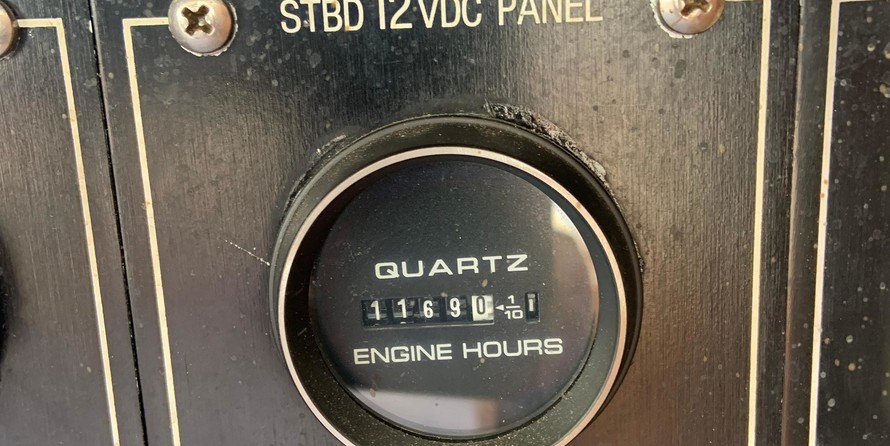 STBD 12VDC PANEL
QUARTZ
11690 1/10
ENGINE HOURS